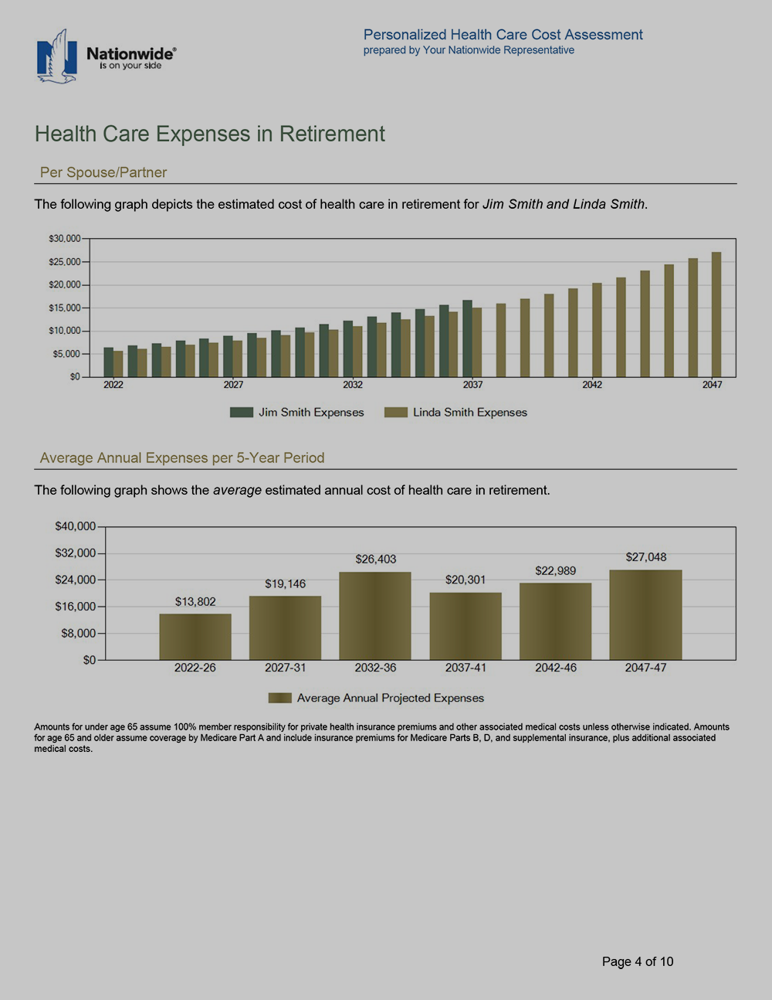 Nationwide®
is on your side
Personalized Health Care Cost Assessment
prepared by Your Nationwide Representative
Health Care Expenses in Retirement
Per Spouse/Partner
The following graph depicts the estimated cost of health care in retirement for Jim Smith and Linda Smith.
$30,000
$25,000
$20,000
$15,000
$10,000
$5,000
$0
2022 2027 2032 2037 2042 2047
Jim Smith Expenses Linda Smith Expenses
Average Annual Expenses per 5-Year Period
The following graph shows the average estimated annual cost of health care in retirement.
$40,000
$32,000
$24,000
$16,000
$8,000
$0
$13,802 $19,146 $26,403 $20,301 $22,989 $27,048
2022-26 2027-31 2032-36 2037-41 2042-46 2047-47
Average Annual Projected Expenses
Amounts for under age 65 assume 100% member responsibility for private health insurance premiums and other associated medical costs unless otherwise indicated. Amounts
for age 65 and older assume coverage by Medicare Part A and include insurance premiums for Medicare Parts B, D, and supplemental insurance, plus additional associated
medical costs.
Page 4 of 10